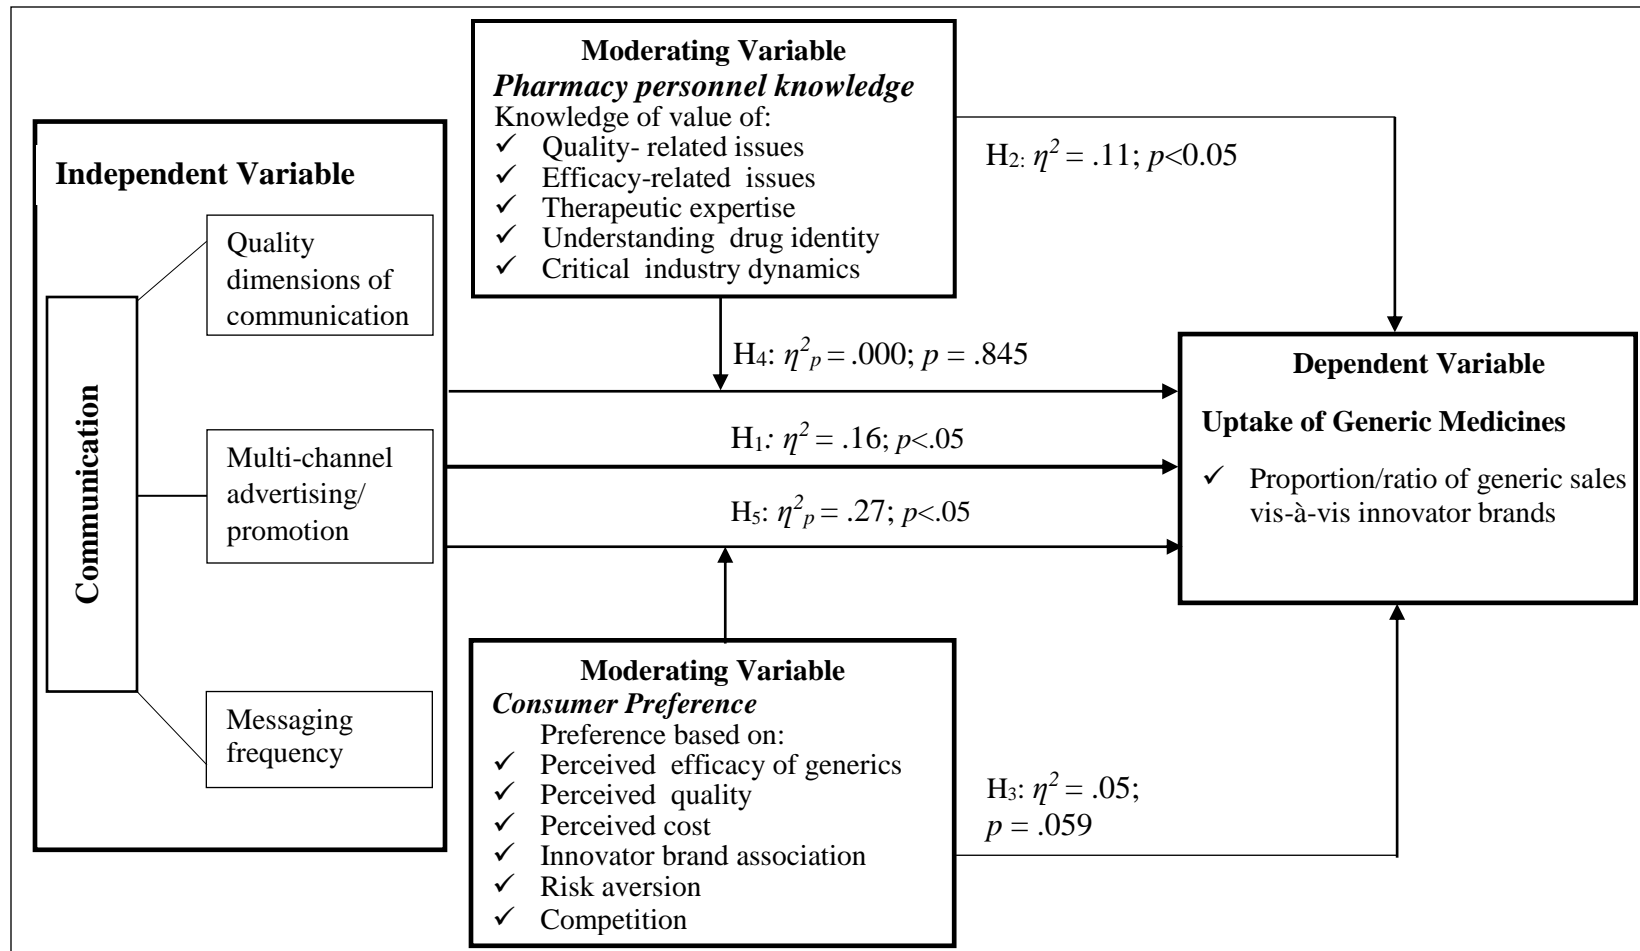 Independent Variable
Communication
Quality
dimensions of
communication
Multi-channel
advertising/
promotion
Messaging
frequency
Moderating Variable
Pharmacy personnel knowledge
Knowledge of value of:
✓ Quality- related issues
✓ Efficacy-related issues
✓ Therapeutic expertise
✓ Understanding drug identity
✓ Critical industry dynamics
H₂: η² = .11; p<0.05
H₄: η²ₚ = .000; p = .845
H₁: η² = .16; p<.05
H₅: η²ₚ = .27; p<.05
Moderating Variable
Consumer Preference
Preference based on:
✓ Perceived efficacy of generics
✓ Perceived quality
✓ Perceived cost
✓ Innovator brand association
✓ Risk aversion
✓ Competition
H₃: η² = .05;
p = .059
Dependent Variable
Uptake of Generic Medicines
✓ Proportion/ratio of generic sales
vis-à-vis innovator brands